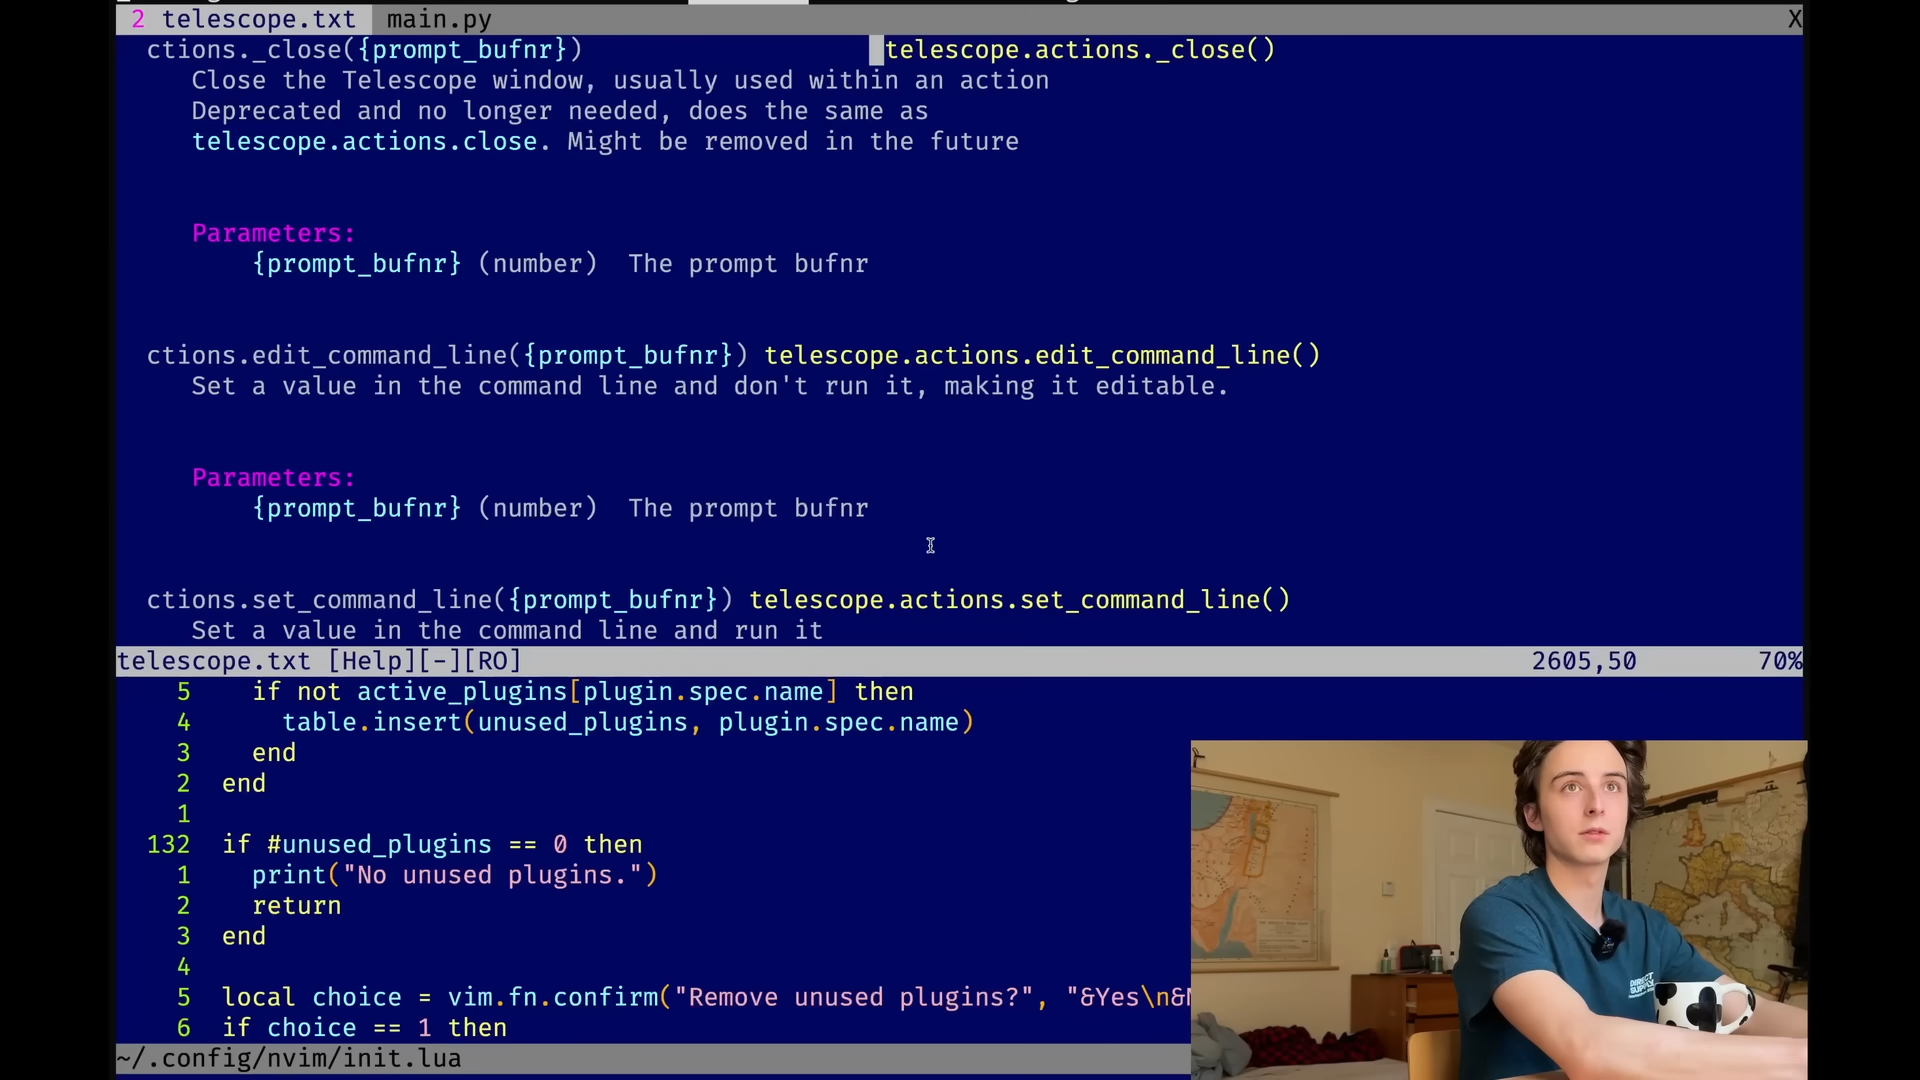 2 telescope.txt  main.py  X
ctions._close({prompt_bufnr})  telescope.actions._close()
Close the Telescope window, usually used within an action
Deprecated and no longer needed, does the same as
telescope.actions.close. Might be removed in the future
Parameters:
{prompt_bufnr} (number)  The prompt bufnr
ctions.edit_command_line({prompt_bufnr}) telescope.actions.edit_command_line()
Set a value in the command line and don't run it, making it editable.
Parameters:
{prompt_bufnr} (number)  The prompt bufnr
ctions.set_command_line({prompt_bufnr}) telescope.actions.set_command_line()
Set a value in the command line and run it
telescope.txt [Help][-][RO]  2605,50  70%
5  if not active_plugins[plugin.spec.name] then
4  table.insert(unused_plugins, plugin.spec.name)
3  end
2  end
1
132  if #unused_plugins == 0 then
1  print("No unused plugins.")
2  return
3  end
4
5  local choice = vim.fn.confirm("Remove unused plugins?", "&Yes\n&
6  if choice == 1 then
~/.config/nvim/init.lua
DIRECT
SUPPLY